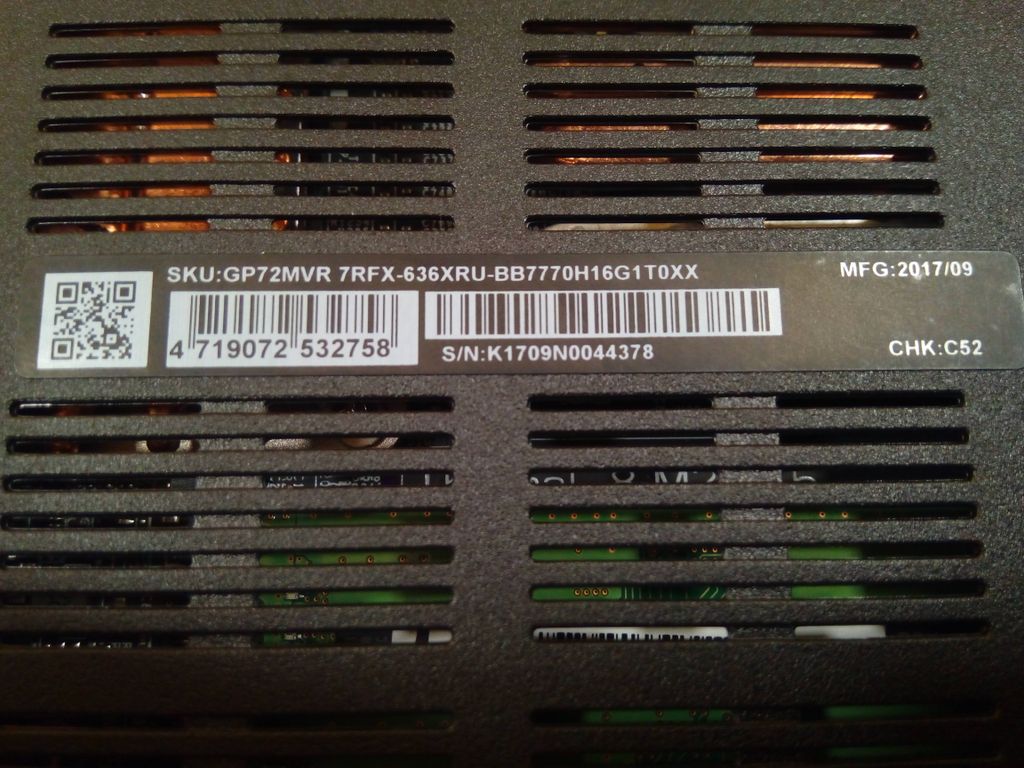 SKU:GP72MVR 7RFX-636XRU-BB7770H16G1T0XX
MFG:2017/09
4 719072 532758
S/N:K1709N0044378
CHK:C52